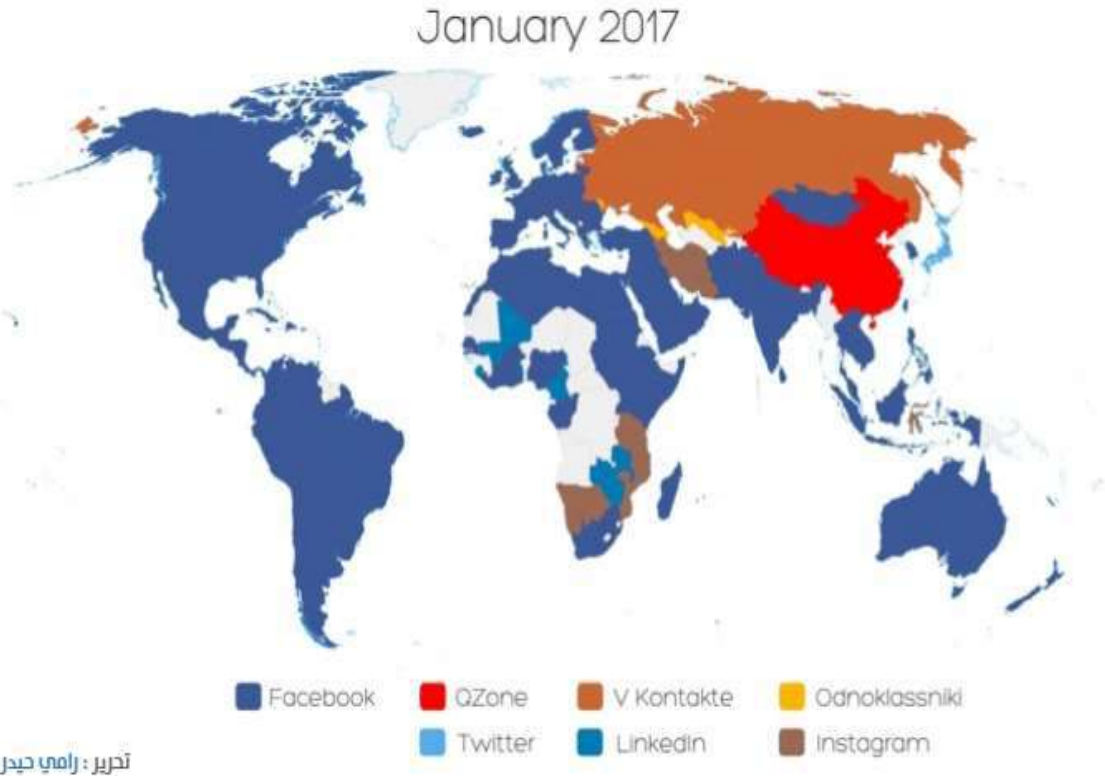 January 2017
Facebook QZone V Kontakte Odnoklassniki
Twitter LinkedIn Instagram
تحرير : رامي حيدر